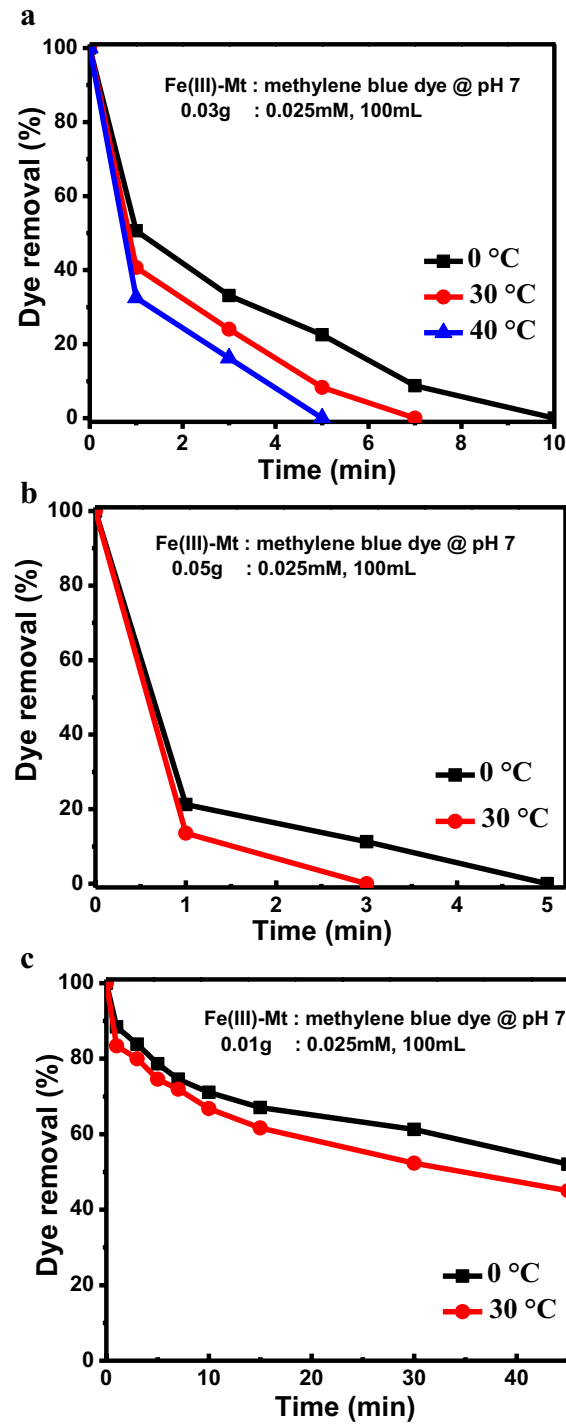 a
100
80
60
40
20
0
Dye removal (%)
Fe(III)-Mt : methylene blue dye @ pH 7
0.03g : 0.025mM, 100mL
0 °C
30 °C
40 °C
0 2 4 6 8 10
Time (min)
b
100
80
60
40
20
0
Dye removal (%)
Fe(III)-Mt : methylene blue dye @ pH 7
0.05g : 0.025mM, 100mL
0 °C
30 °C
0 1 2 3 4 5
Time (min)
c
100
80
60
40
20
0
Dye removal (%)
Fe(III)-Mt : methylene blue dye @ pH 7
0.01g : 0.025mM, 100mL
0 °C
30 °C
0 10 20 30 40
Time (min)